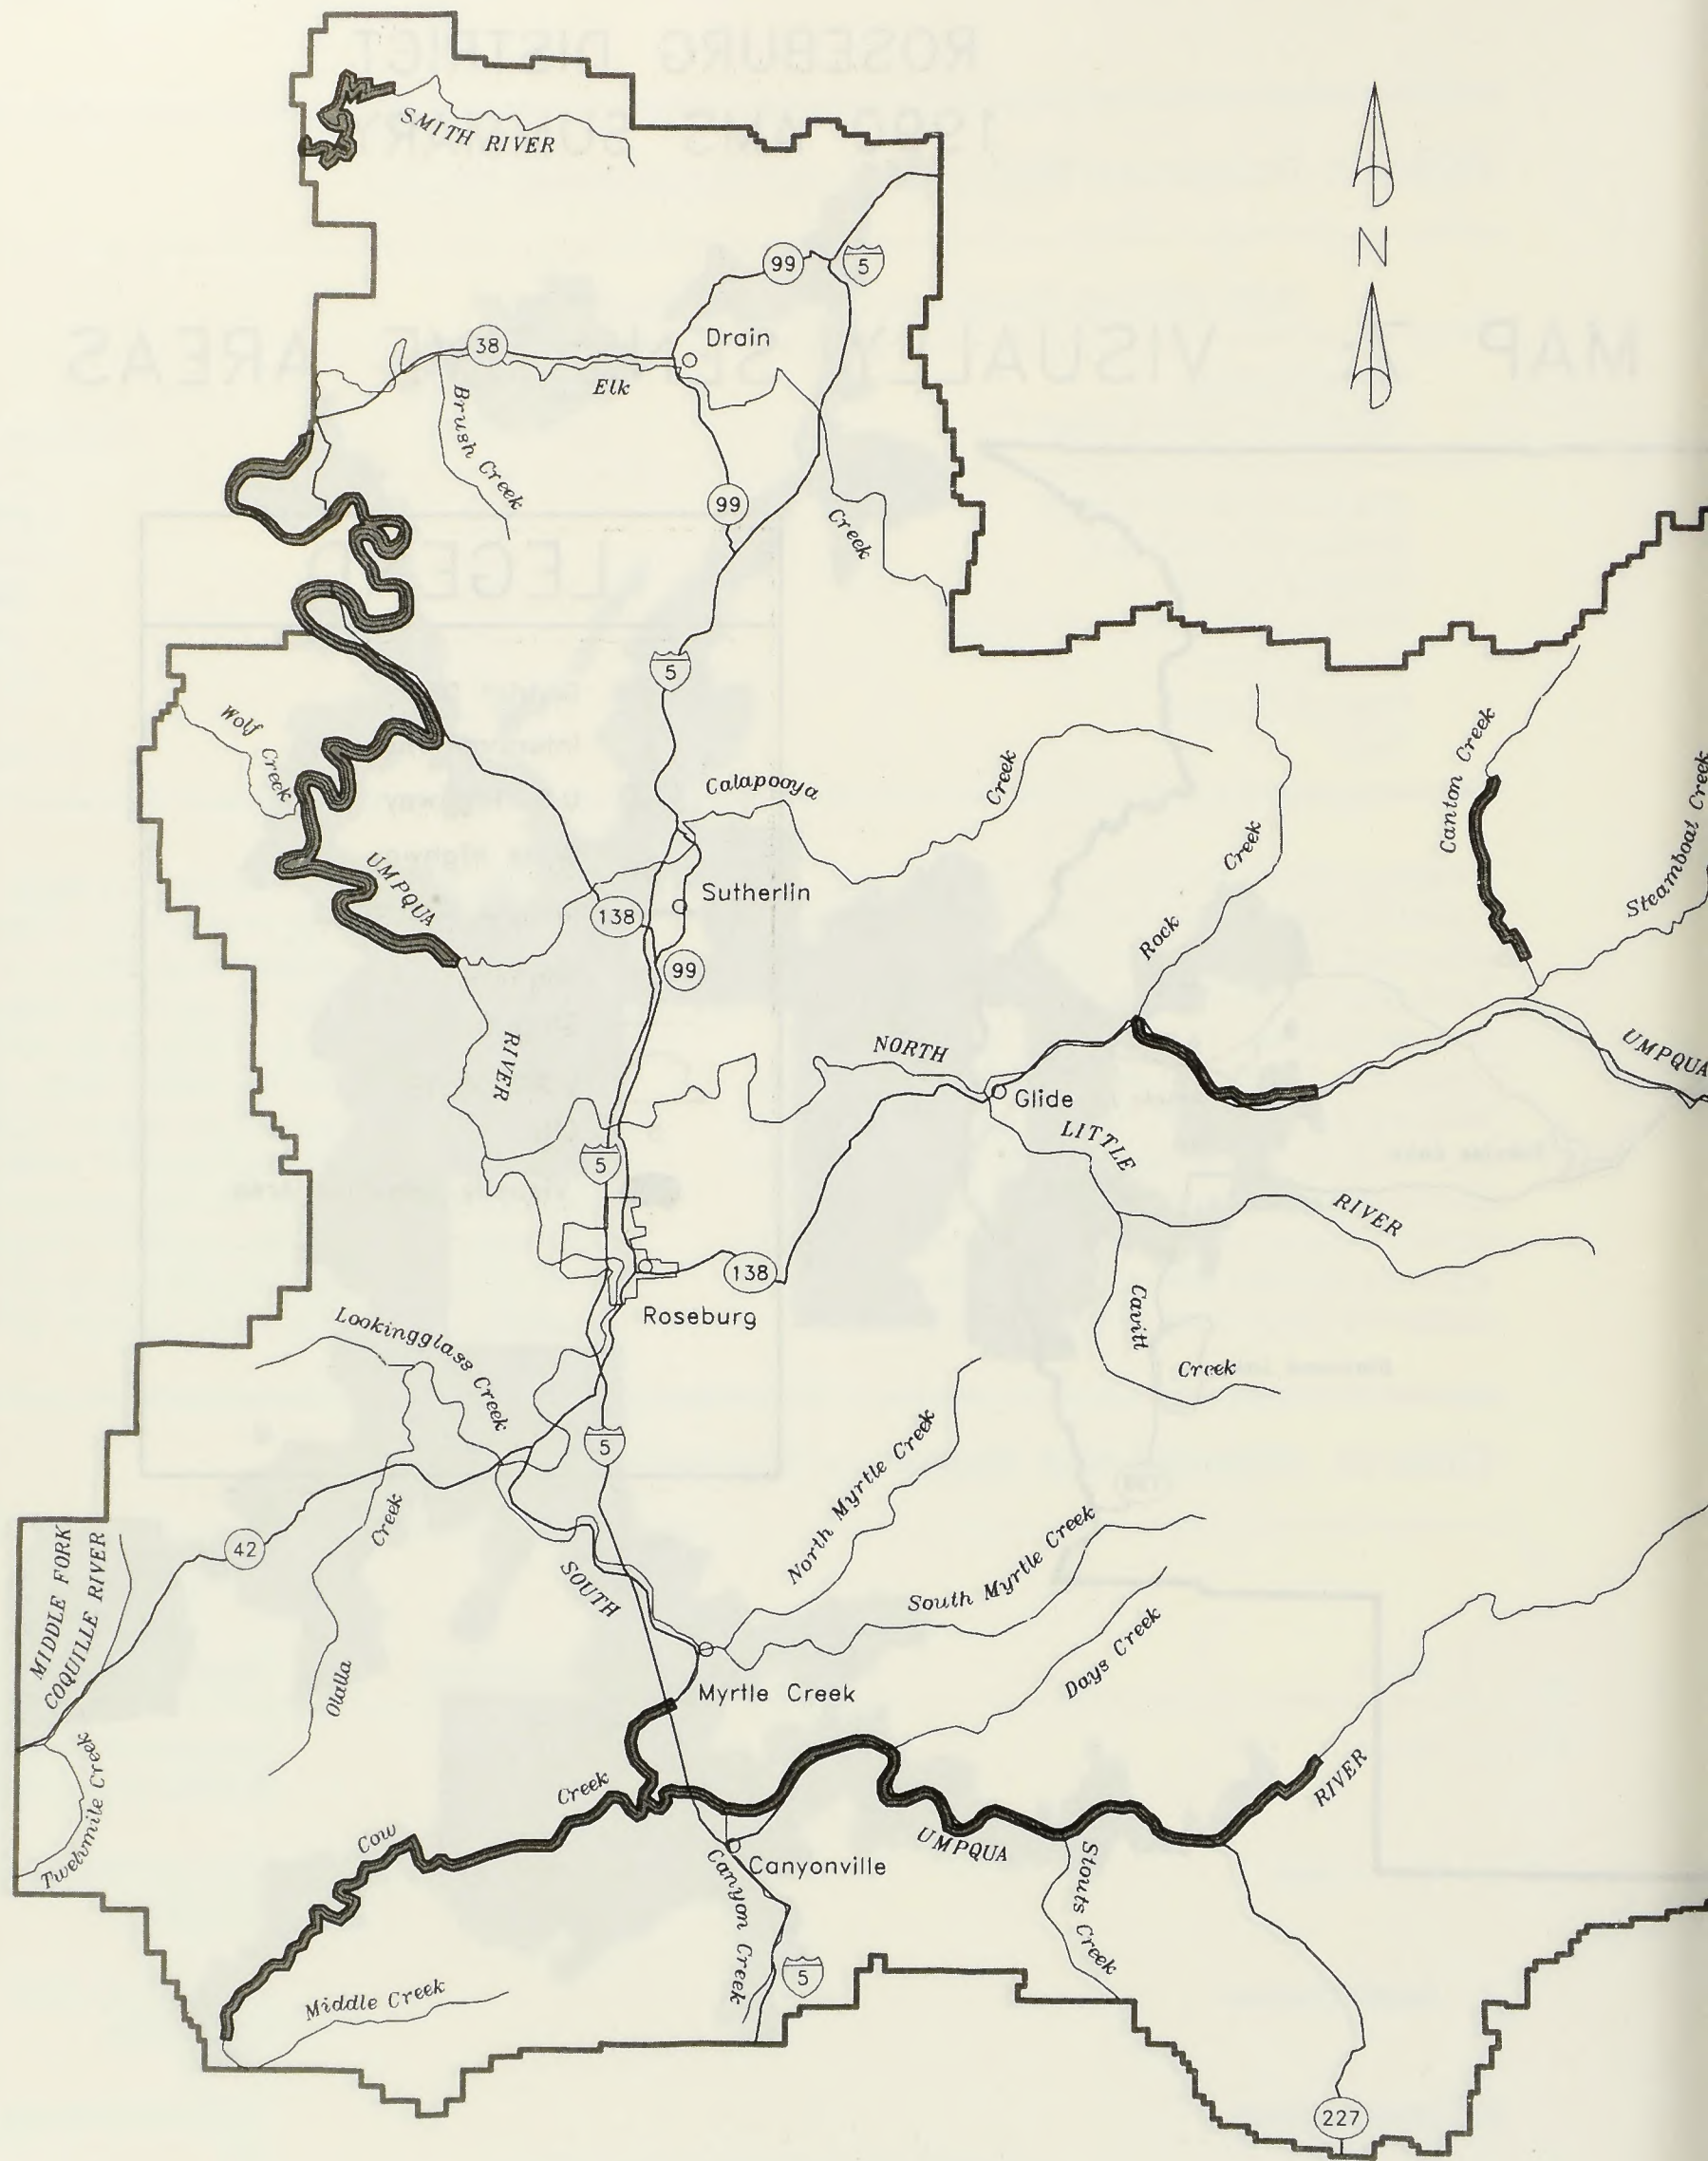 SMITH RIVER
N
99
5
38
Drain
Elk
Brush Creek
99
Creek
5
Wolf
Creek
Calapooya
Creek
Canton Creek
Steamboat Creek
Creek
Rock
UMPQUA
Sutherlin
138
99
RIVER
NORTH
UMPQUA
Glide
LITTLE
RIVER
5
138
Roseburg
Cavitt
Creek
Lookingglass Creek
5
North Myrtle Creek
South Myrtle Creek
Creek
42
MIDDLE FORK
COQUILLE RIVER
SOUTH
Days Creek
Olalla
Myrtle Creek
Twelvmile Creek
Creek
Cow
RIVER
UMPQUA
Canyonville
Canyon Creek
Stouts Creek
5
Middle Creek
227